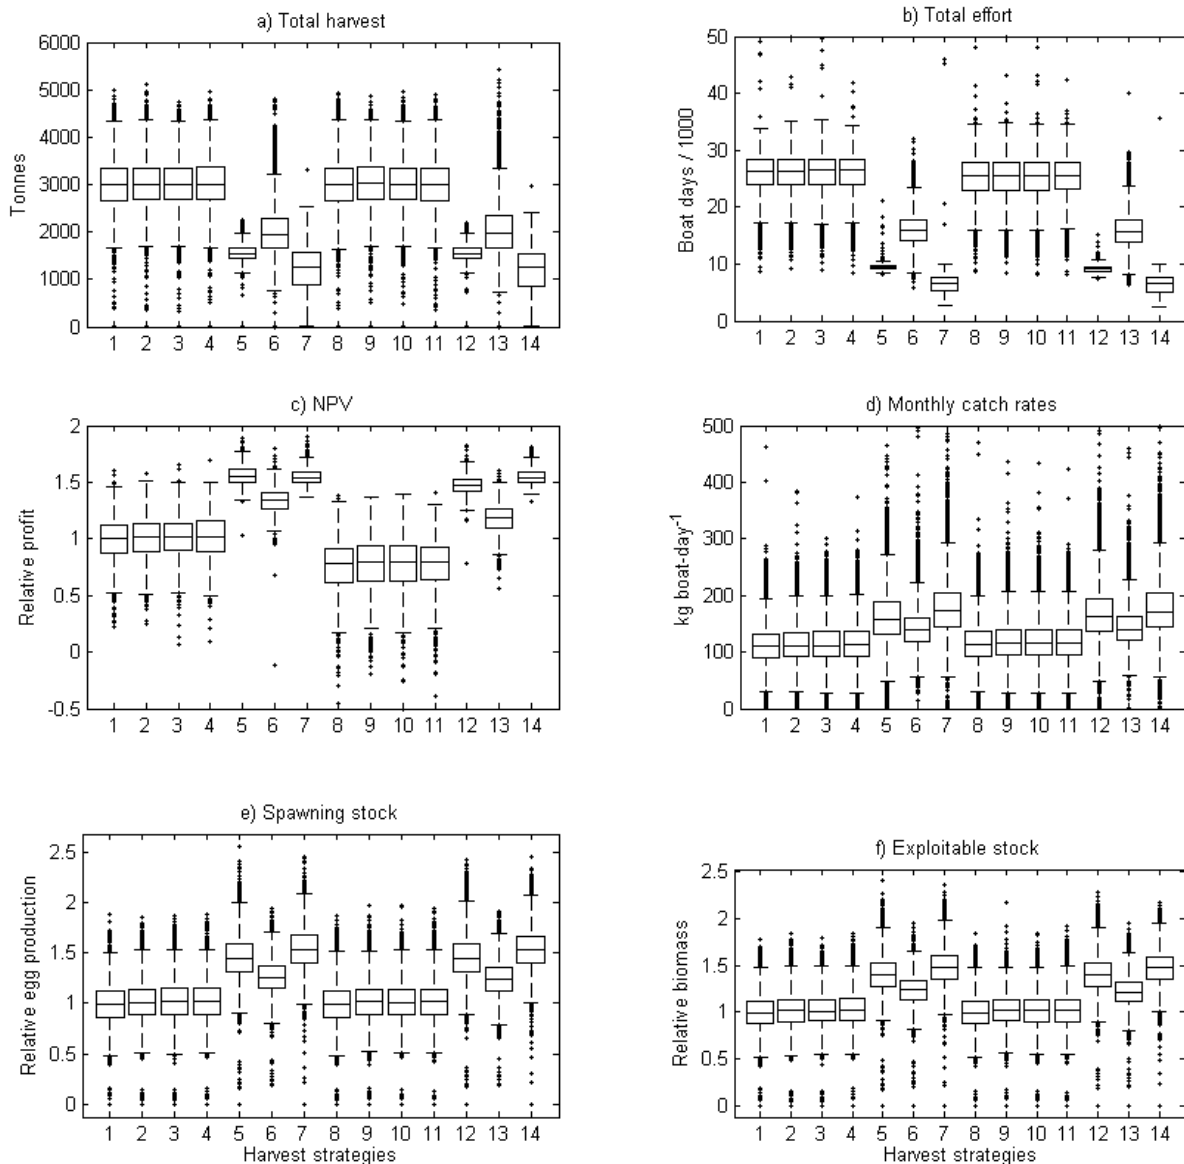 a) Total harvest
Tonnes
6000
5000
4000
3000
2000
1000
0
1 2 3 4 5 6 7 8 9 10 11 12 13 14
b) Total effort
Boat days / 1000
50
40
30
20
10
0
1 2 3 4 5 6 7 8 9 10 11 12 13 14
c) NPV
Relative profit
2
1.5
1
0.5
0
-0.5
1 2 3 4 5 6 7 8 9 10 11 12 13 14
d) Monthly catch rates
kg boat-day⁻¹
500
400
300
200
100
0
1 2 3 4 5 6 7 8 9 10 11 12 13 14
e) Spawning stock
Relative egg production
2.5
2
1.5
1
0.5
0
1 2 3 4 5 6 7 8 9 10 11 12 13 14
Harvest strategies
f) Exploitable stock
Relative biomass
2.5
2
1.5
1
0.5
0
1 2 3 4 5 6 7 8 9 10 11 12 13 14
Harvest strategies